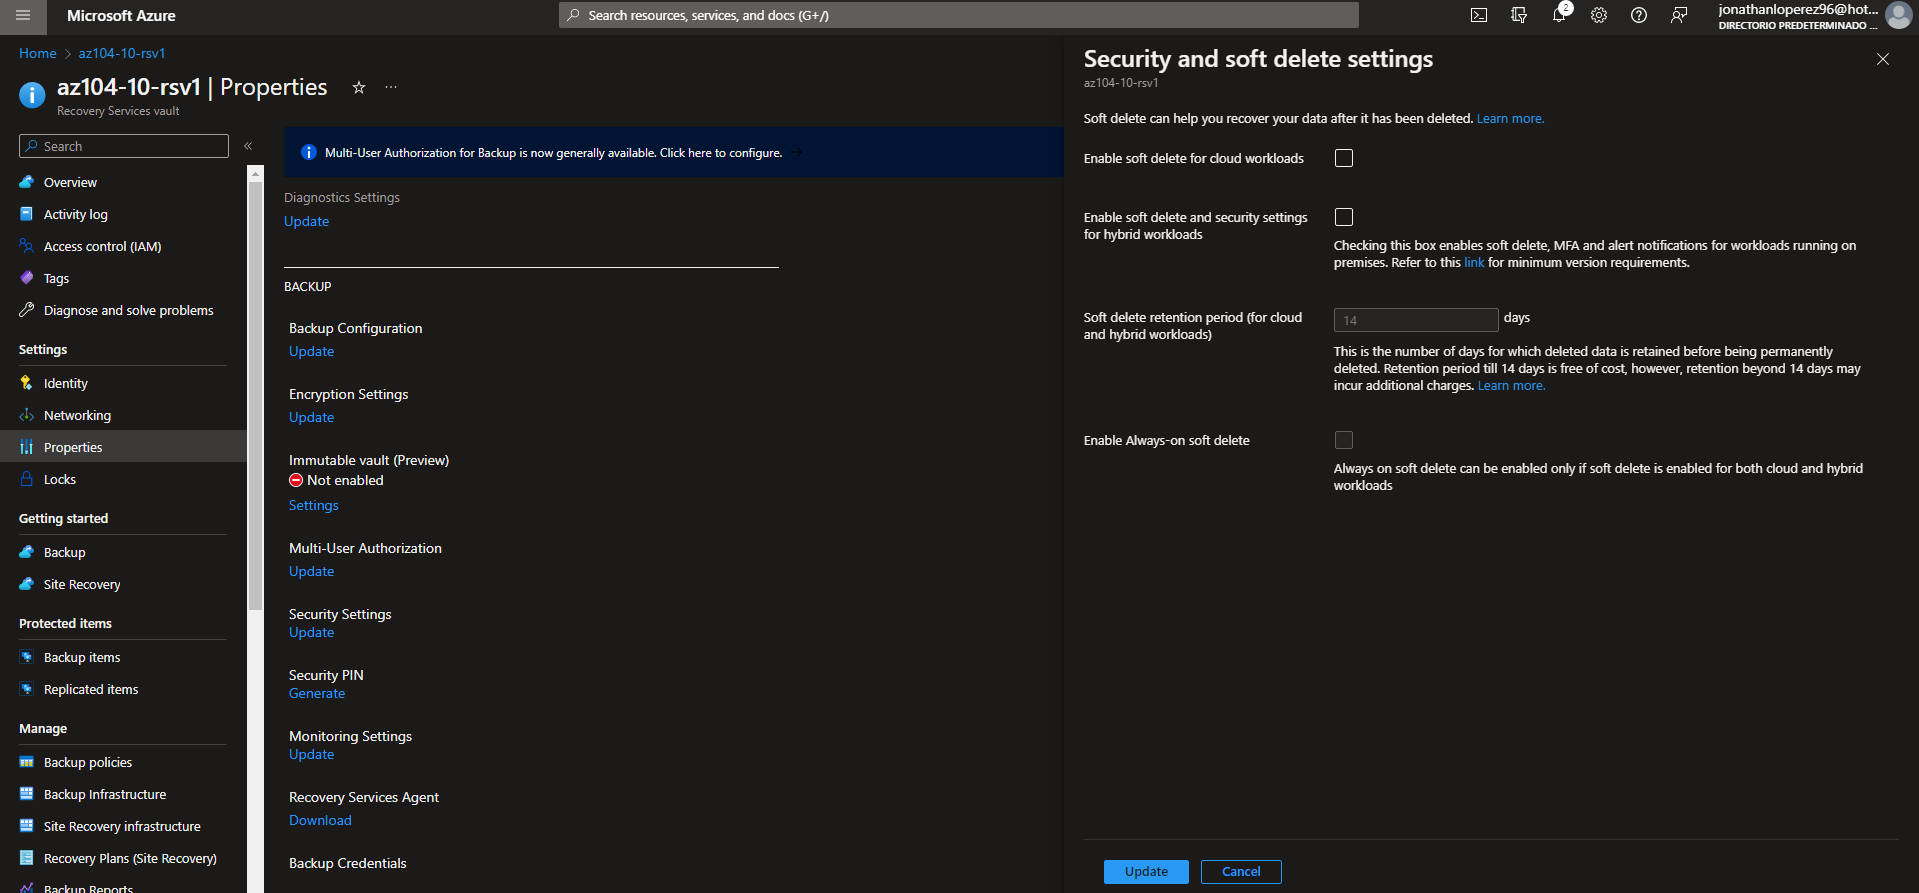 Microsoft Azure
Search resources, services, and docs (G+/)
2
jonathanloperez96@hot...
DIRECTORIO PREDETERMINADO ...
Home > az104-10-rsv1
az104-10-rsv1 | Properties
Recovery Services vault
Search
Overview
Activity log
Access control (IAM)
Tags
Diagnose and solve problems
Settings
Identity
Networking
Properties
Locks
Getting started
Backup
Site Recovery
Protected items
Backup items
Replicated items
Manage
Backup policies
Backup Infrastructure
Site Recovery infrastructure
Recovery Plans (Site Recovery)
Backup Reports
Multi-User Authorization for Backup is now generally available. Click here to configure. →
Diagnostics Settings
Update
BACKUP
Backup Configuration
Update
Encryption Settings
Update
Immutable vault (Preview)
Not enabled
Settings
Multi-User Authorization
Update
Security Settings
Update
Security PIN
Generate
Monitoring Settings
Update
Recovery Services Agent
Download
Backup Credentials
Security and soft delete settings
az104-10-rsv1
Soft delete can help you recover your data after it has been deleted. Learn more.
Enable soft delete for cloud workloads
Enable soft delete and security settings
for hybrid workloads
Checking this box enables soft delete, MFA and alert notifications for workloads running on
premises. Refer to this link for minimum version requirements.
Soft delete retention period (for cloud
and hybrid workloads)
14 days
This is the number of days for which deleted data is retained before being permanently
deleted. Retention period till 14 days is free of cost, however, retention beyond 14 days may
incur additional charges. Learn more.
Enable Always-on soft delete
Always on soft delete can be enabled only if soft delete is enabled for both cloud and hybrid
workloads
Update
Cancel